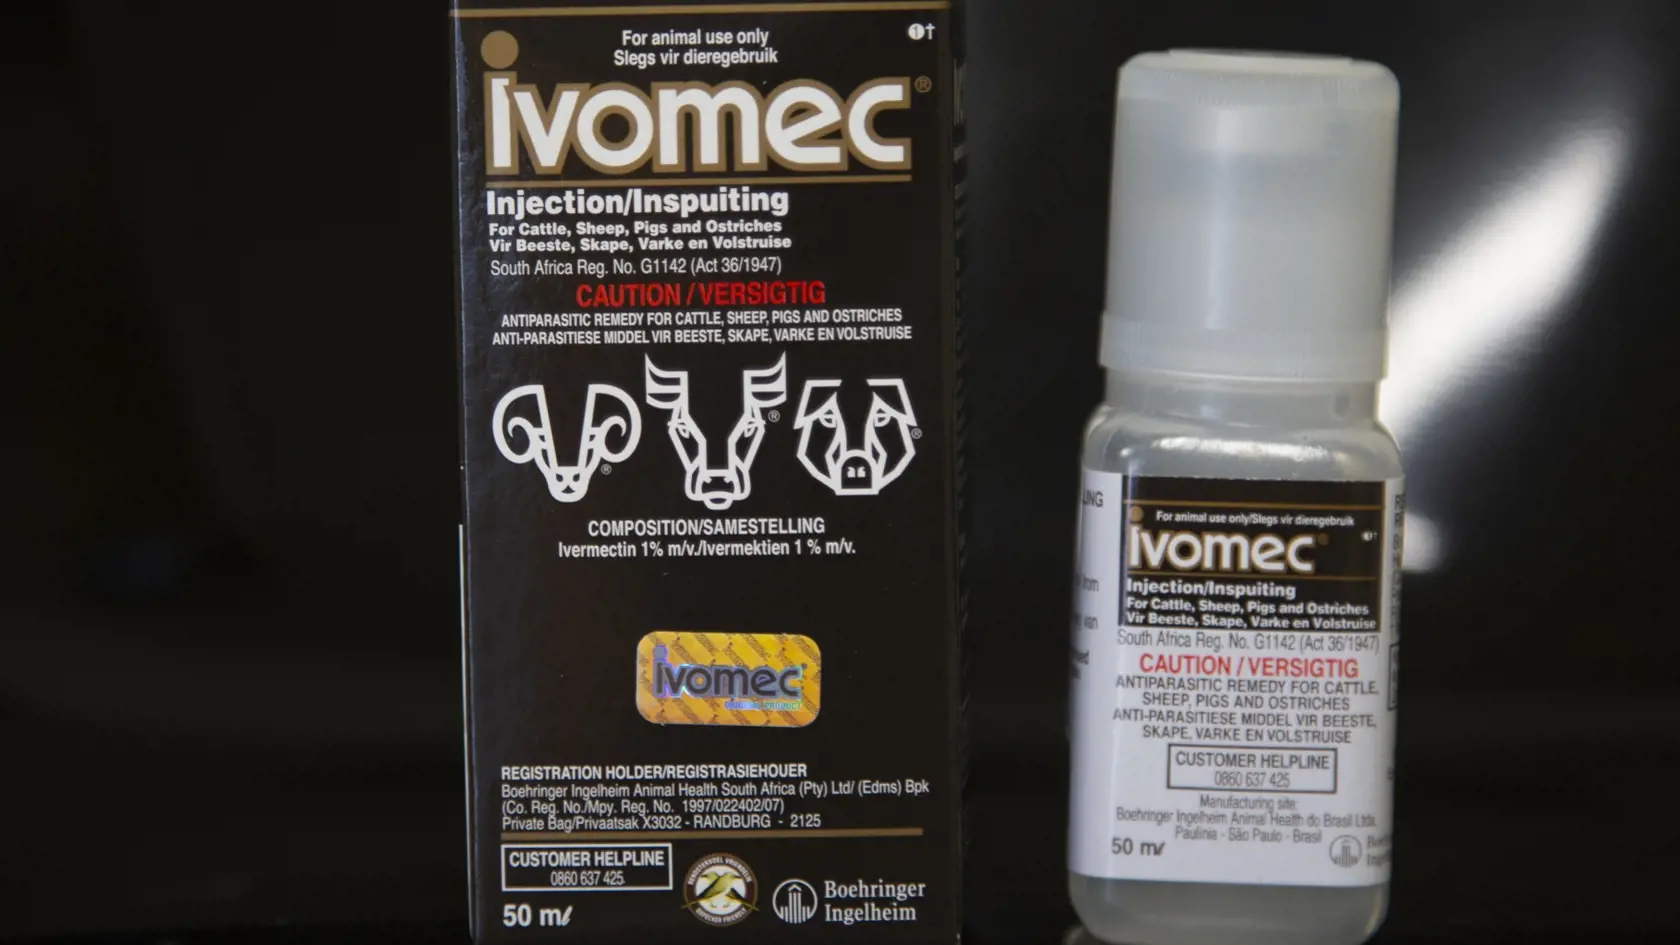 For animal use only
Slegs vir dieregebruik
ivomec®
Injection/Inspuiting
For Cattle, Sheep, Pigs and Ostriches
Vir Beeste, Skape, Varke en Volstruise
South Africa Reg. No. G1142 (Act 36/1947)
CAUTION / VERSIGTIG
ANTIPARASITIC REMEDY FOR CATTLE, SHEEP, PIGS AND OSTRICHES
ANTI-PARASITIESE MIDDEL VIR BEESTE, SKAPE, VARKE EN VOLSTRUISE
COMPOSITION/SAMESTELLING
Ivermectin 1% m/v./Ivermektien 1 % m/v.
ivomec
ORIGINAL PRODUCT
REGISTRATION HOLDER/REGISTRASIEHOUER
Boehringer Ingelheim Animal Health South Africa (Pty) Ltd/ (Edms) Bpk
(Co. Reg. No./Mpy. Reg. No. 1997/022402/07)
Private Bag/Privaatsak X3032 - RANDBURG - 2125
CUSTOMER HELPLINE
0860 637 425
50 ml
Boehringer
Ingelheim
For animal use only/Slegs vir dieregebruik
ivomec
Injection/Inspuiting
For Cattle, Sheep, Pigs and Ostriches
Vir Beeste, Skape, Varke en Volstruise
South Africa Reg. No. G1142 (Act 36/1947)
CAUTION / VERSIGTIG
ANTIPARASITIC REMEDY FOR CATTLE,
SHEEP, PIGS AND OSTRICHES
ANTI-PARASITIESE MIDDEL VIR BEESTE,
SKAPE, VARKE EN VOLSTRUISE
CUSTOMER HELPLINE
0860 637 425
Manufacturing site:
Boehringer Ingelheim Animal Health do Brasil Ltda.
Paulínia - São Paulo - Brasil
50 ml